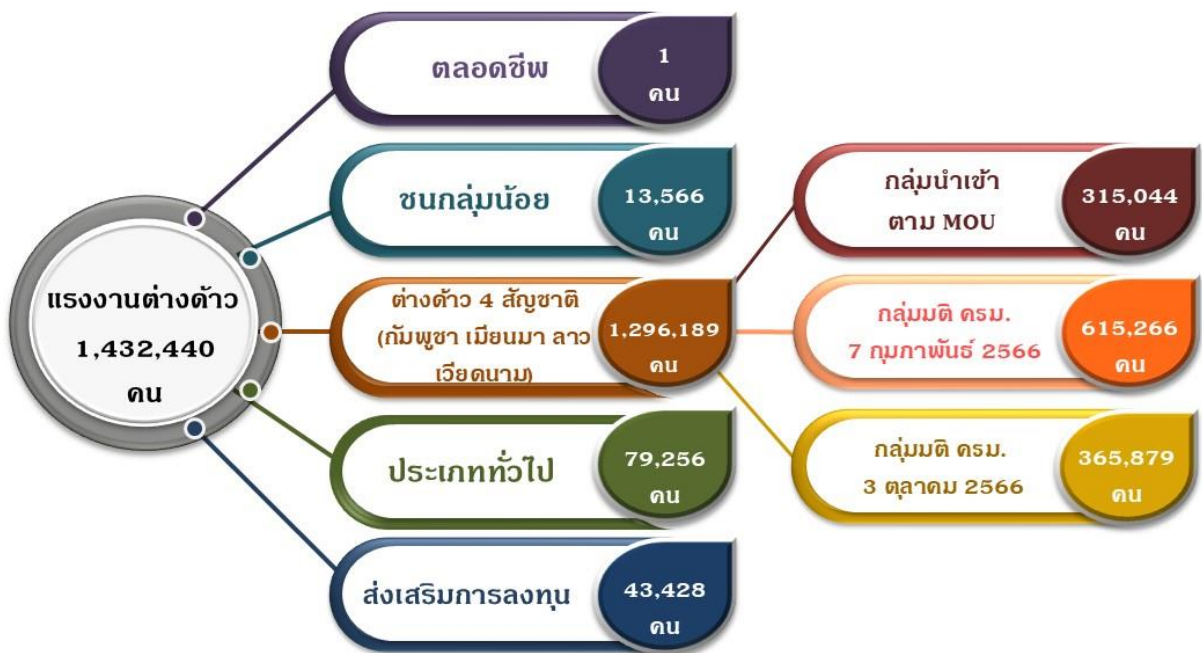 แรงงานต่างด้าว
1,432,440
คน
ตลอดชีพ
1
คน
ชนกลุ่มน้อย
13,566
คน
ต่างด้าว 4 สัญชาติ
(กัมพูชา เมียนมา ลาว
เวียดนาม)
1,296,189
คน
ประเภททั่วไป
79,256
คน
ส่งเสริมการลงทุน
43,428
คน
กลุ่มนำเข้า
ตาม MOU
315,044
คน
กลุ่มมติ ครม.
7 กุมภาพันธ์ 2566
615,266
คน
กลุ่มมติ ครม.
3 ตุลาคม 2566
365,879
คน